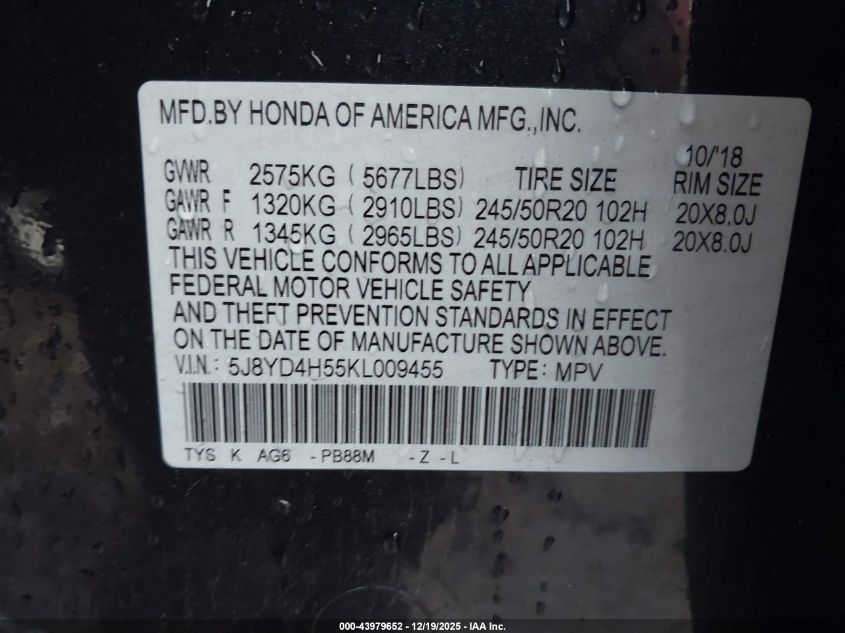 MFD.BY HONDA OF AMERICA MFG.,INC.
10/'18
GVWR 2575KG ( 5677LBS) TIRE SIZE RIM SIZE
GAWR F 1320KG ( 2910LBS) 245/50R20 102H 20X8.0J
GAWR R 1345KG ( 2965LBS) 245/50R20 102H 20X8.0J
THIS VEHICLE CONFORMS TO ALL APPLICABLE
FEDERAL MOTOR VEHICLE SAFETY
AND THEFT PREVENTION STANDARDS IN EFFECT
ON THE DATE OF MANUFACTURE SHOWN ABOVE.
V.I.N.: 5J8YD4H55KL009455 TYPE: MPV
TYS K AG6 -PB88M -Z -L
000-43979652 - 12/19/2025 - IAA Inc.